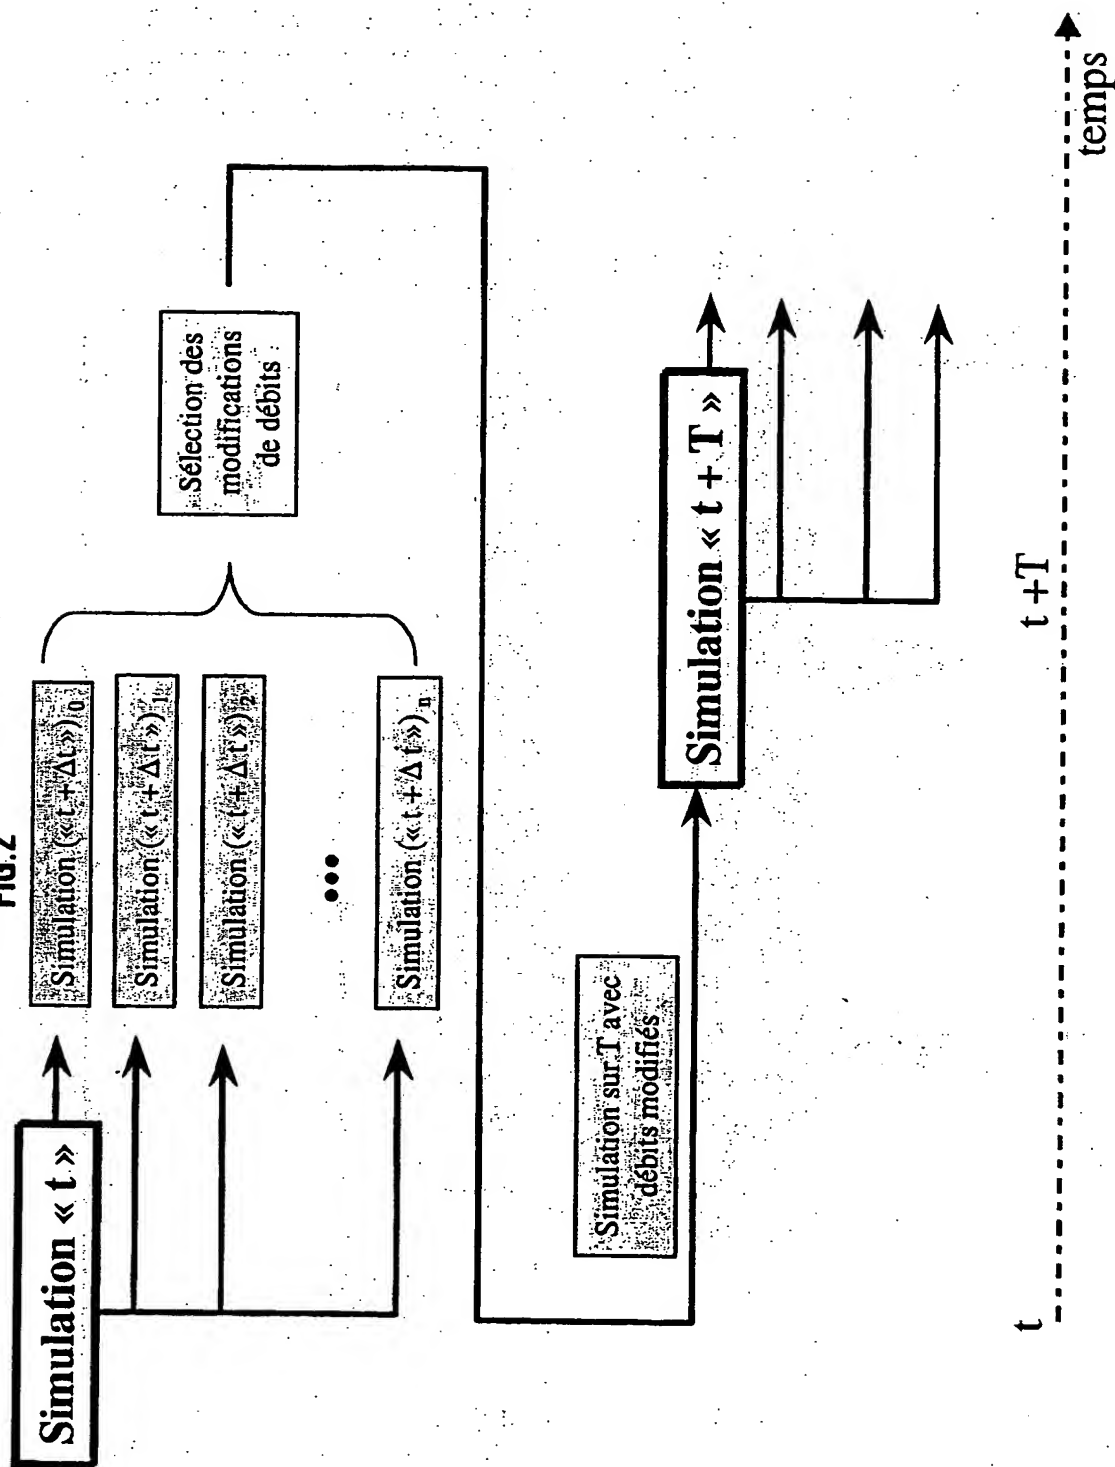 FIG.2
Simulation « t »
Simulation («t+Δt»)0
Simulation («t+Δt»)1
Simulation («t+Δt»)2
•••
Simulation («t+Δt»)n
Sélection des
modifications
de débits
Simulation sur T avec
débits modifiés
Simulation « t + T »
t
t+T
temps